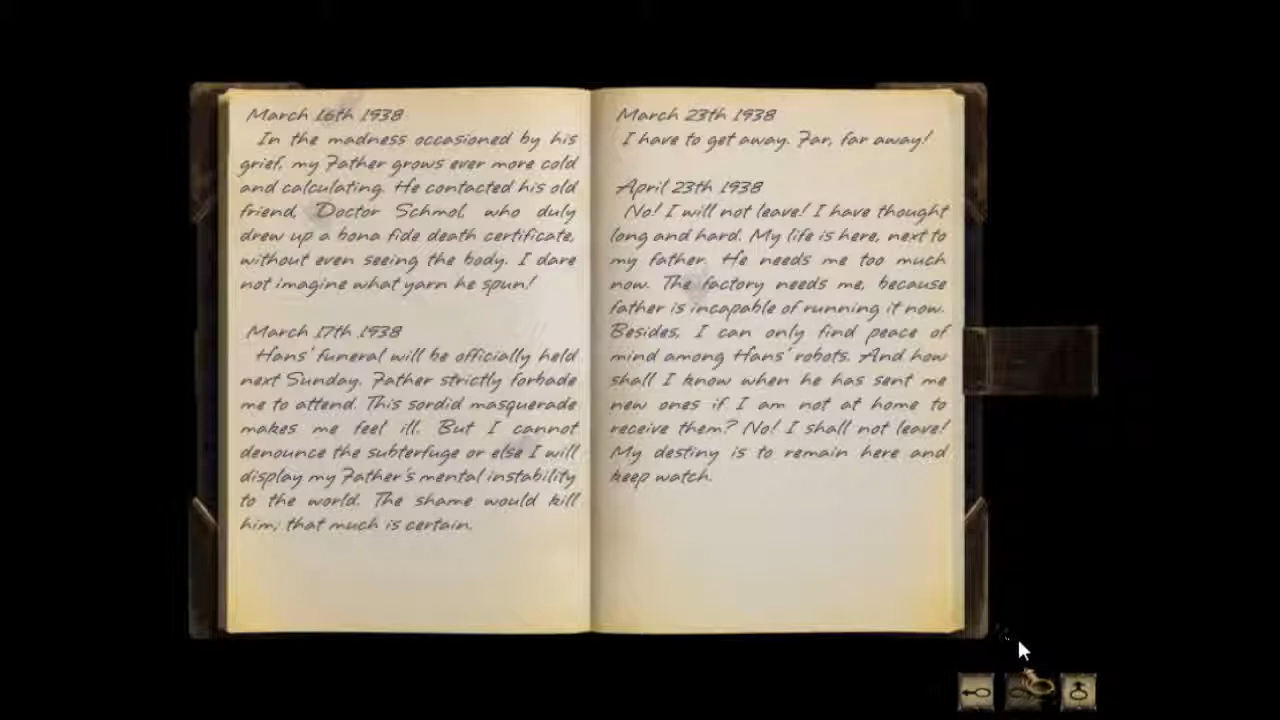 March 16th 1938
In the madness occasioned by his
grief, my Father grows ever more cold
and calculating. He contacted his old
friend, Doctor Schmol, who duly
drew up a bona fide death certificate,
without even seeing the body. I dare
not imagine what yarn he spun!
March 17th 1938
Hans' funeral will be officially held
next Sunday. Father strictly forbade
me to attend. This sordid masquerade
makes me feel ill. But I cannot
denounce the subterfuge or else I will
display my Father's mental instability
to the world. The shame would kill
him; that much is certain.
March 23th 1938
I have to get away. Far, far away!
April 23th 1938
No! I will not leave! I have thought
long and hard. My life is here, next to
my father. He needs me too much
now. The factory needs me, because
father is incapable of running it now.
Besides, I can only find peace of
mind among Hans' robots. And how
shall I know when he has sent me
new ones if I am not at home to
receive them? No! I shall not leave!
My destiny is to remain here and
keep watch.